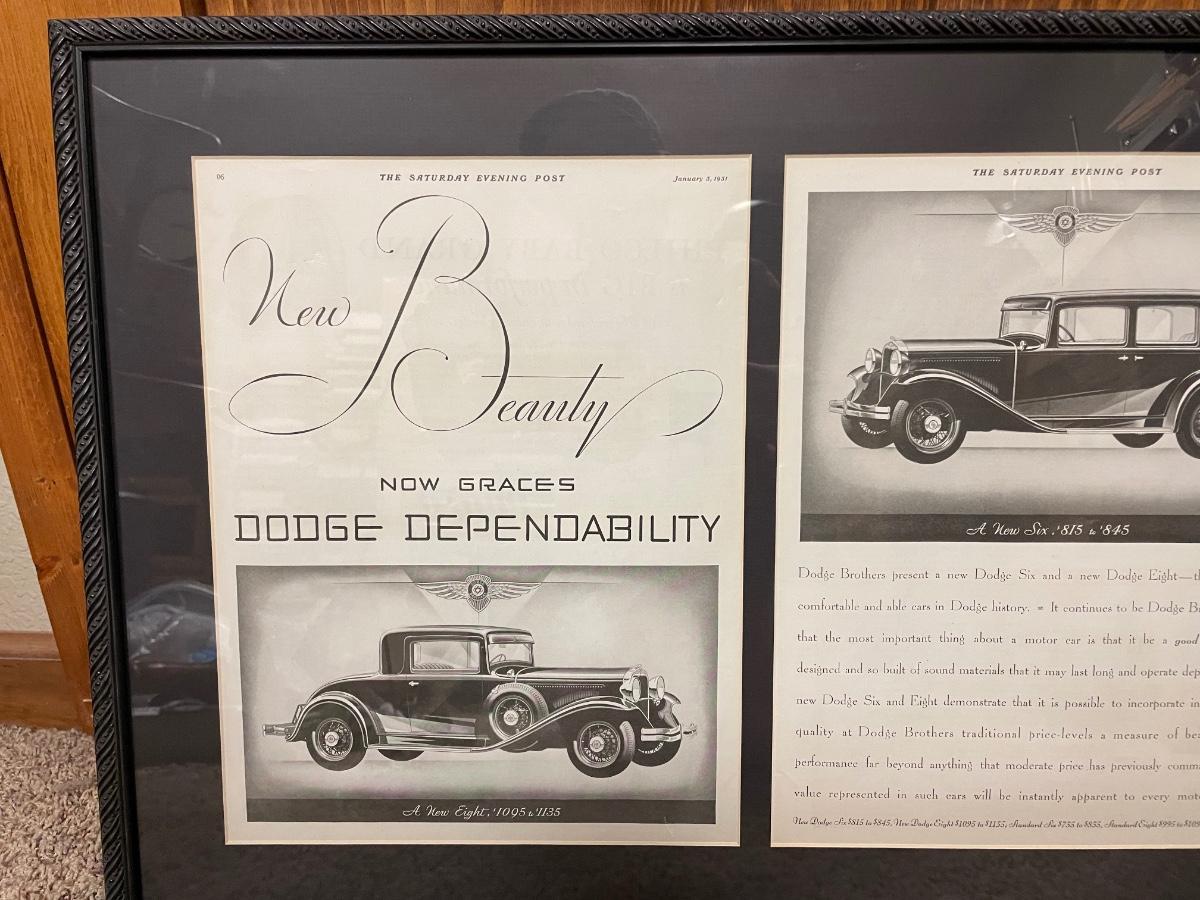 06
THE SATURDAY EVENING POST
January 3, 1931
New
Beauty
NOW GRACES
DODGE DEPENDABILITY
A New Eight, $1095 to $1135
THE SATURDAY EVENING POST
A New Six, $815 to $845
Dodge Brothers present a new Dodge Six and a new Dodge Eight—th
comfortable and able cars in Dodge history. = It continues to be Dodge B
that the most important thing about a motor car is that it be a good
designed and so built of sound materials that it may last long and operate dep
new Dodge Six and Eight demonstrate that it is possible to incorporate in
quality at Dodge Brothers traditional price-levels a measure of bea
performance far beyond anything that moderate price has previously comma
value represented in such cars will be instantly apparent to every moto
New Dodge Six $815 to $845, New Dodge Eight $1095 to $1135; Standard Six $735 to $835, Standard Eight $995 to $109